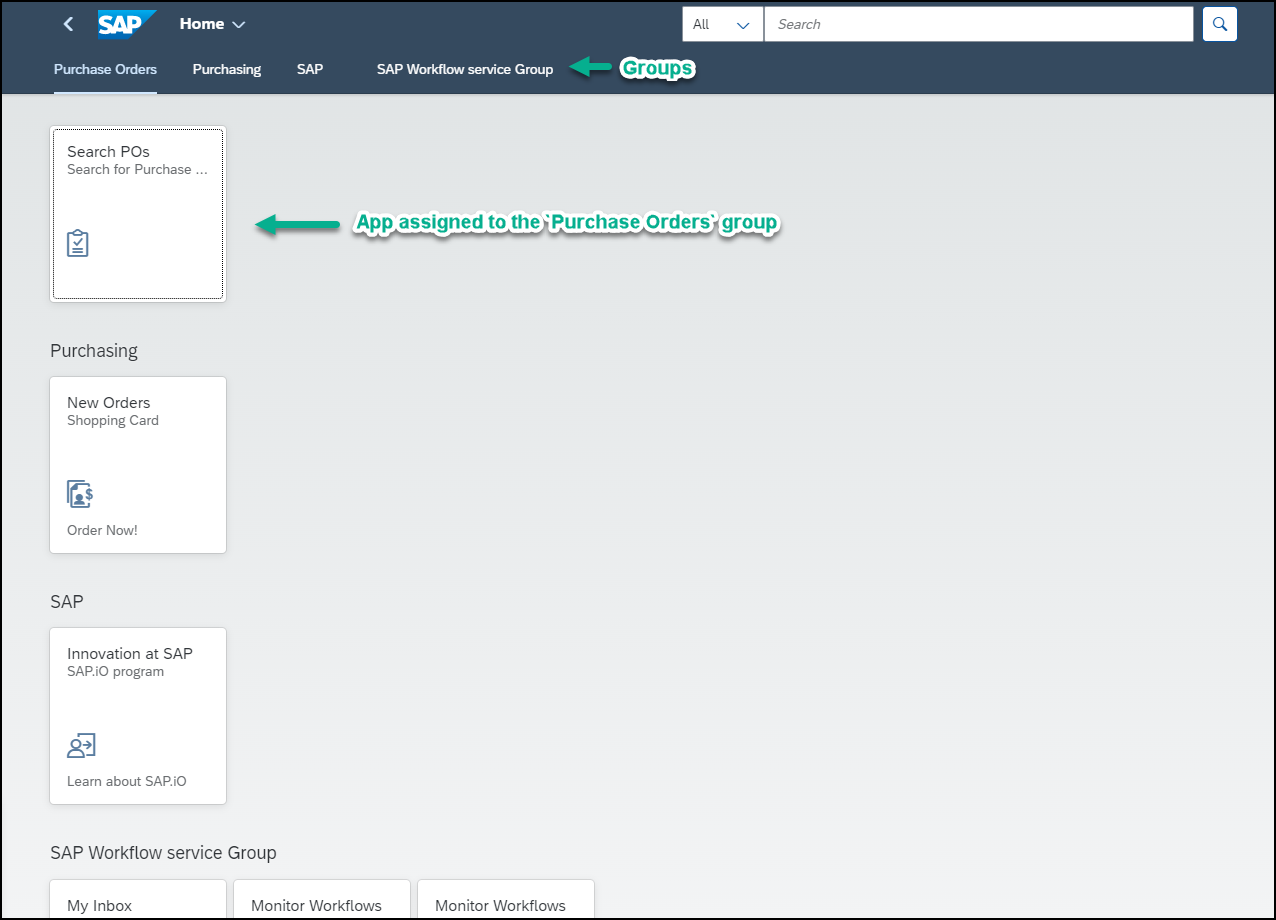 SAP Home
All Search
Purchase Orders Purchasing SAP SAP Workflow service Group Groups
Search POs
Search for Purchase ...
App assigned to the `Purchase Orders` group
Purchasing
New Orders
Shopping Card
$
Order Now!
SAP
Innovation at SAP
SAP.iO program
Learn about SAP.iO
SAP Workflow service Group
My Inbox Monitor Workflows Monitor Workflows